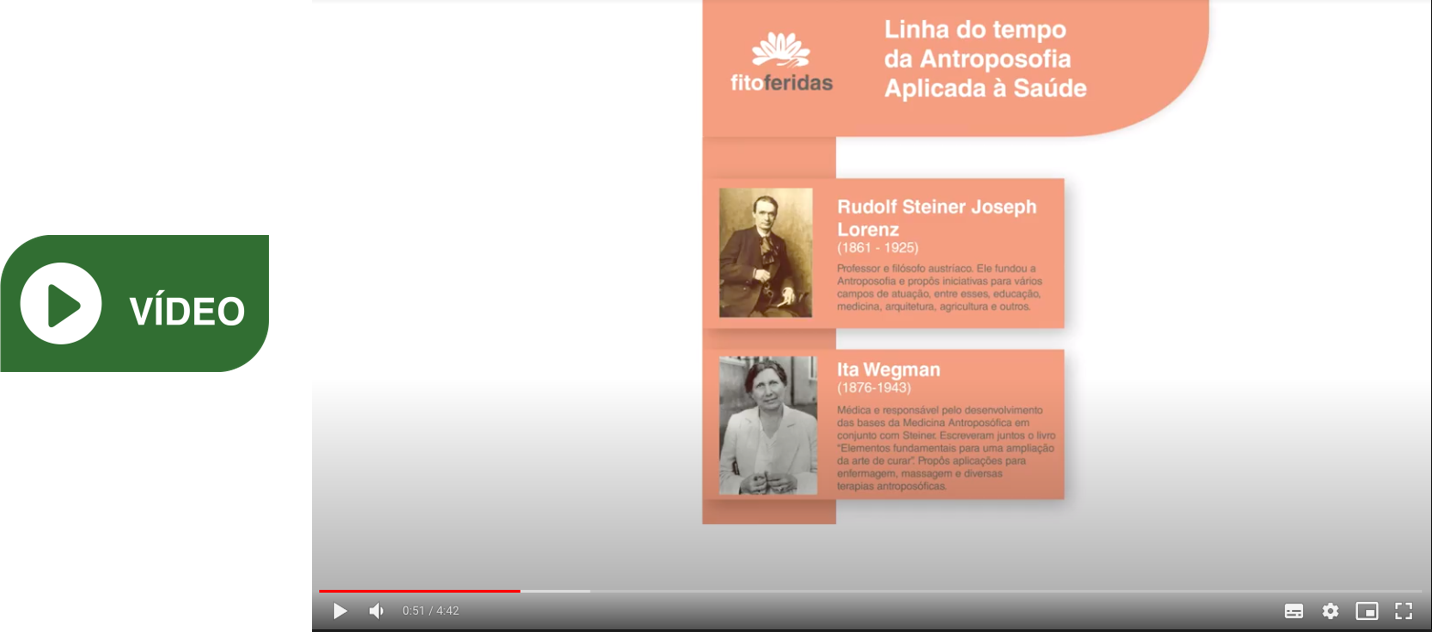 VÍDEO
fitoferidas
Linha do tempo
da Antroposofia
Aplicada à Saúde
Rudolf Steiner Joseph
Lorenz
(1861 - 1925)
Professor e filósofo austríaco. Ele fundou a
Antroposofia e propôs iniciativas para vários
campos de atuação, entre esses, educação,
medicina, arquitetura, agricultura e outros.
Ita Wegman
(1876-1943)
Médica e responsável pelo desenvolvimento
das bases da Medicina Antroposófica em
conjunto com Steiner. Escreveram juntos o livro
"Elementos fundamentais para uma ampliação
da arte de curar". Propôs aplicações para
enfermagem, massagem e diversas
terapias antroposóficas.
0:51 / 4:42